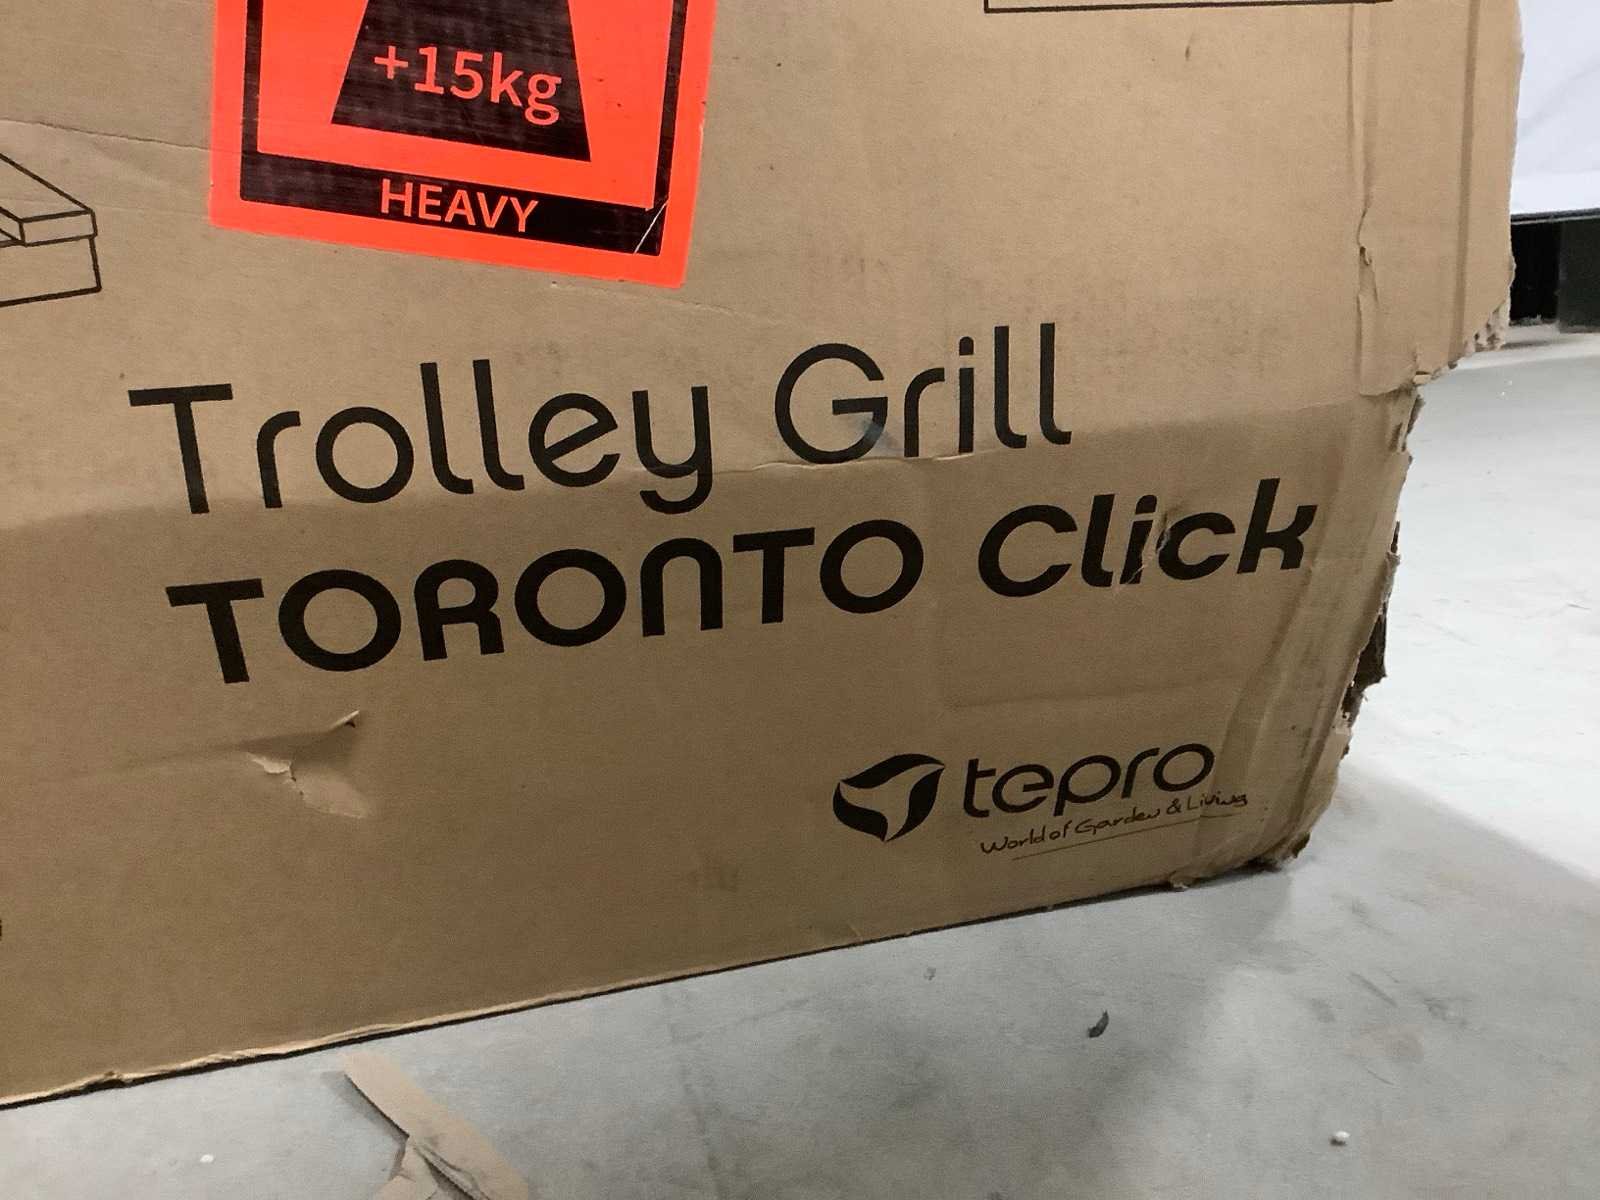 +15kg
HEAVY
Trolley Grill
TORONTO Click
tepro
World of Garden & Living